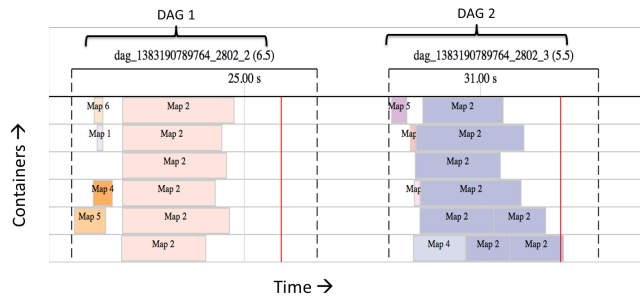 DAG 1 DAG 2
dag_1383190789764_2802_2 (6.5) dag_1383190789764_2802_3 (5.5)
25.00 s 31.00 s
Map 6 Map 2 Map 5 Map 2
Map 1 Map 2 Map Map 2
Map 2 Map 2
Map 4 Map 2 Map Map 2
Map 5 Map 2 Map 2 Map 2
Map 2 Map 4 Map 2 Map 2
Containers →
Time →